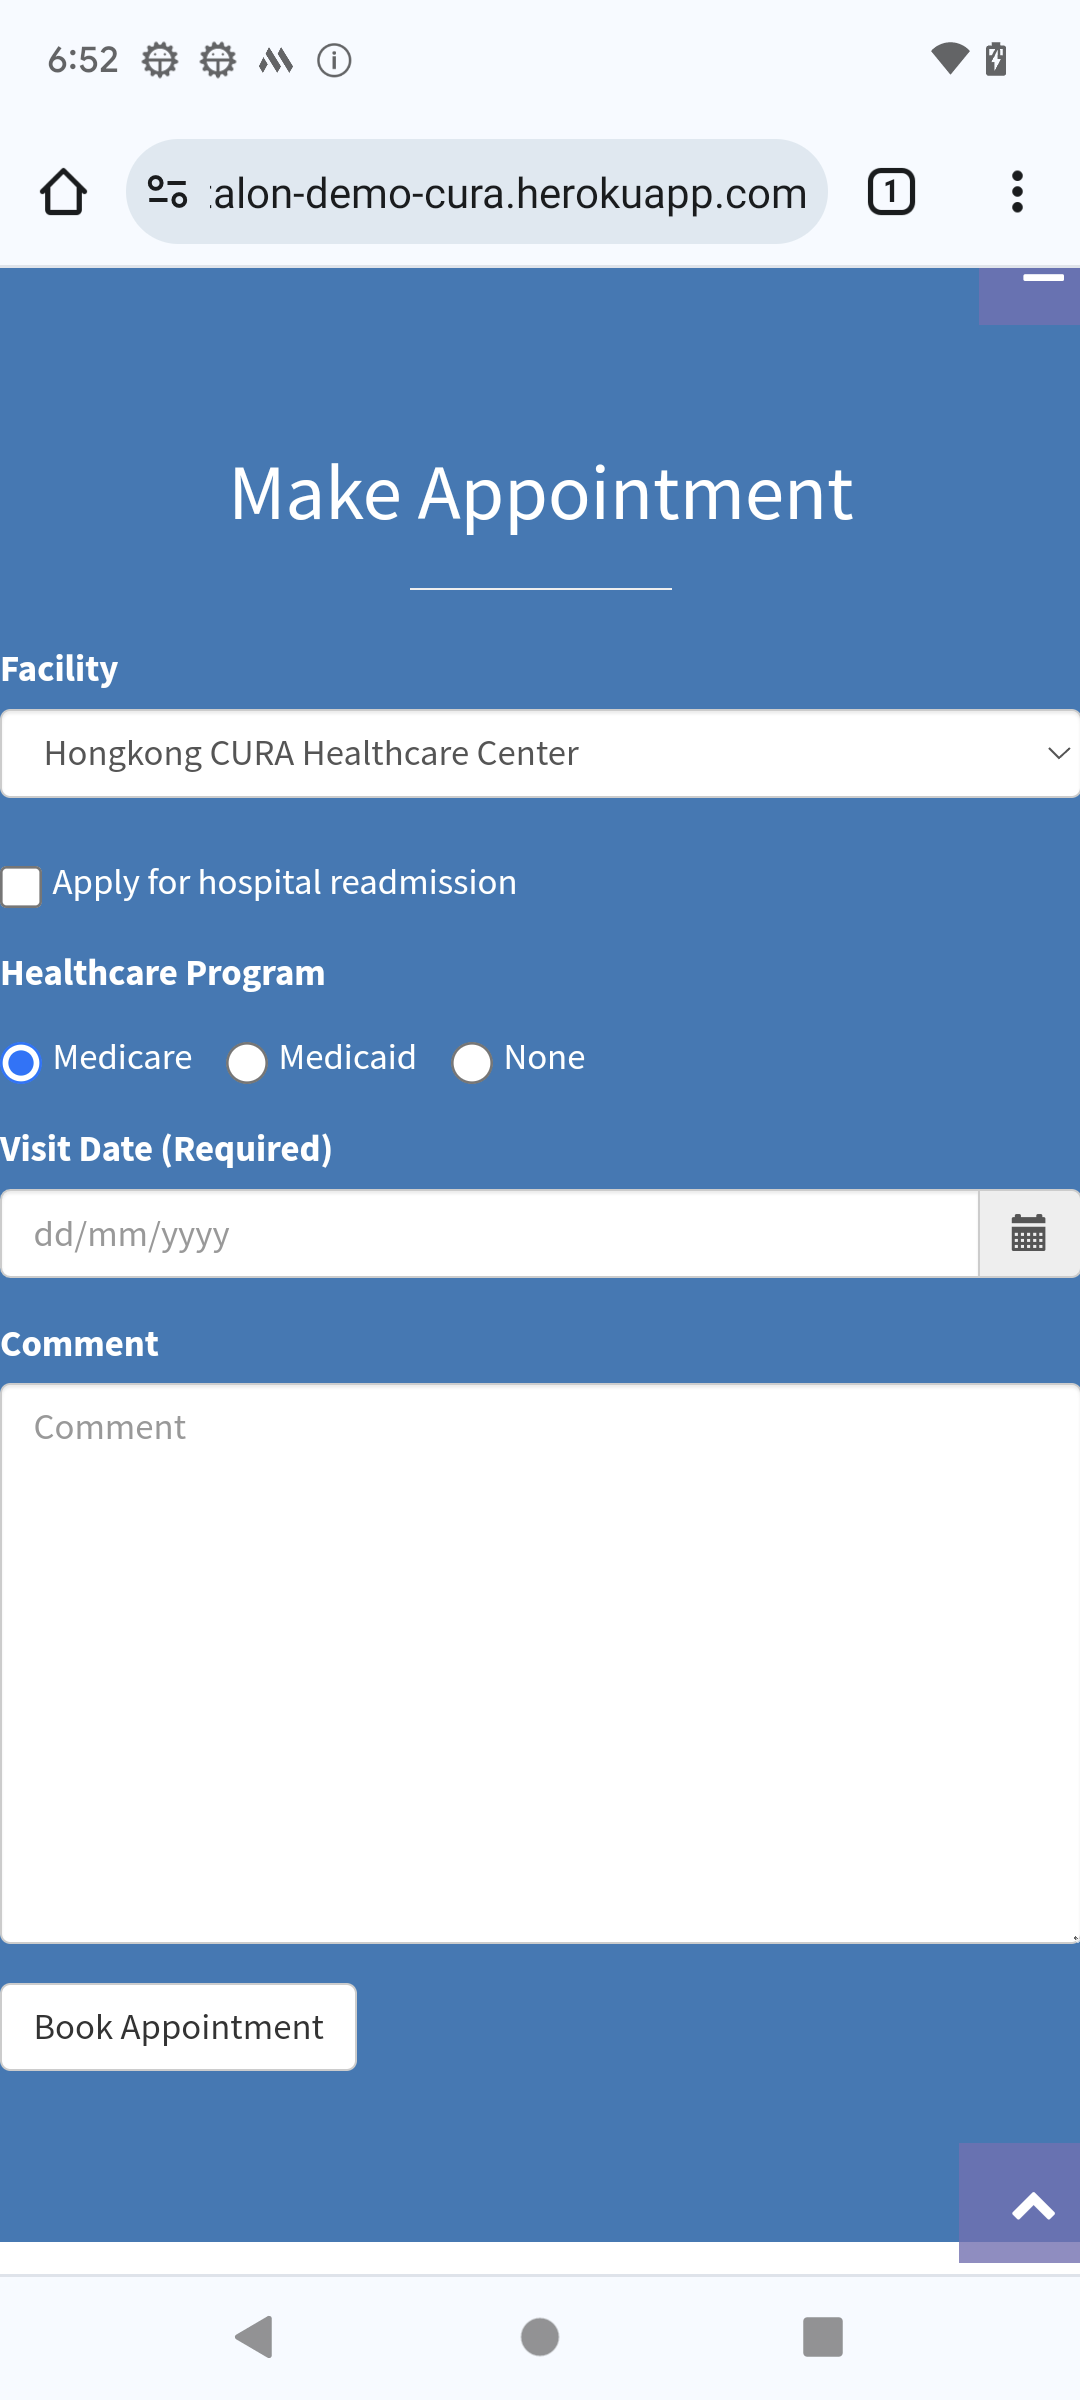 6:52
alon-demo-cura.herokuapp.com
1
Make Appointment
Facility
Hongkong CURA Healthcare Center
Apply for hospital readmission
Healthcare Program
Medicare Medicaid None
Visit Date (Required)
dd/mm/yyyy
Comment
Comment
Book Appointment